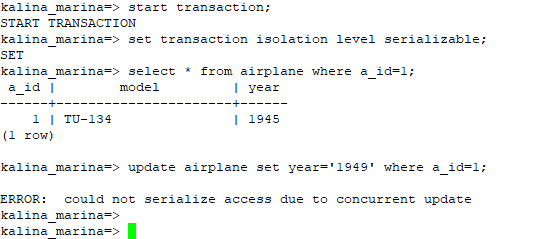 kalina_marina=> start transaction;
START TRANSACTION
kalina_marina=> set transaction isolation level serializable;
SET
kalina_marina=> select * from airplane where a_id=1;
 a_id |        model         | year
------+----------------------+------
    1 | TU-134               | 1945
(1 row)

kalina_marina=> update airplane set year='1949' where a_id=1;

ERROR:  could not serialize access due to concurrent update
kalina_marina=>
kalina_marina=>